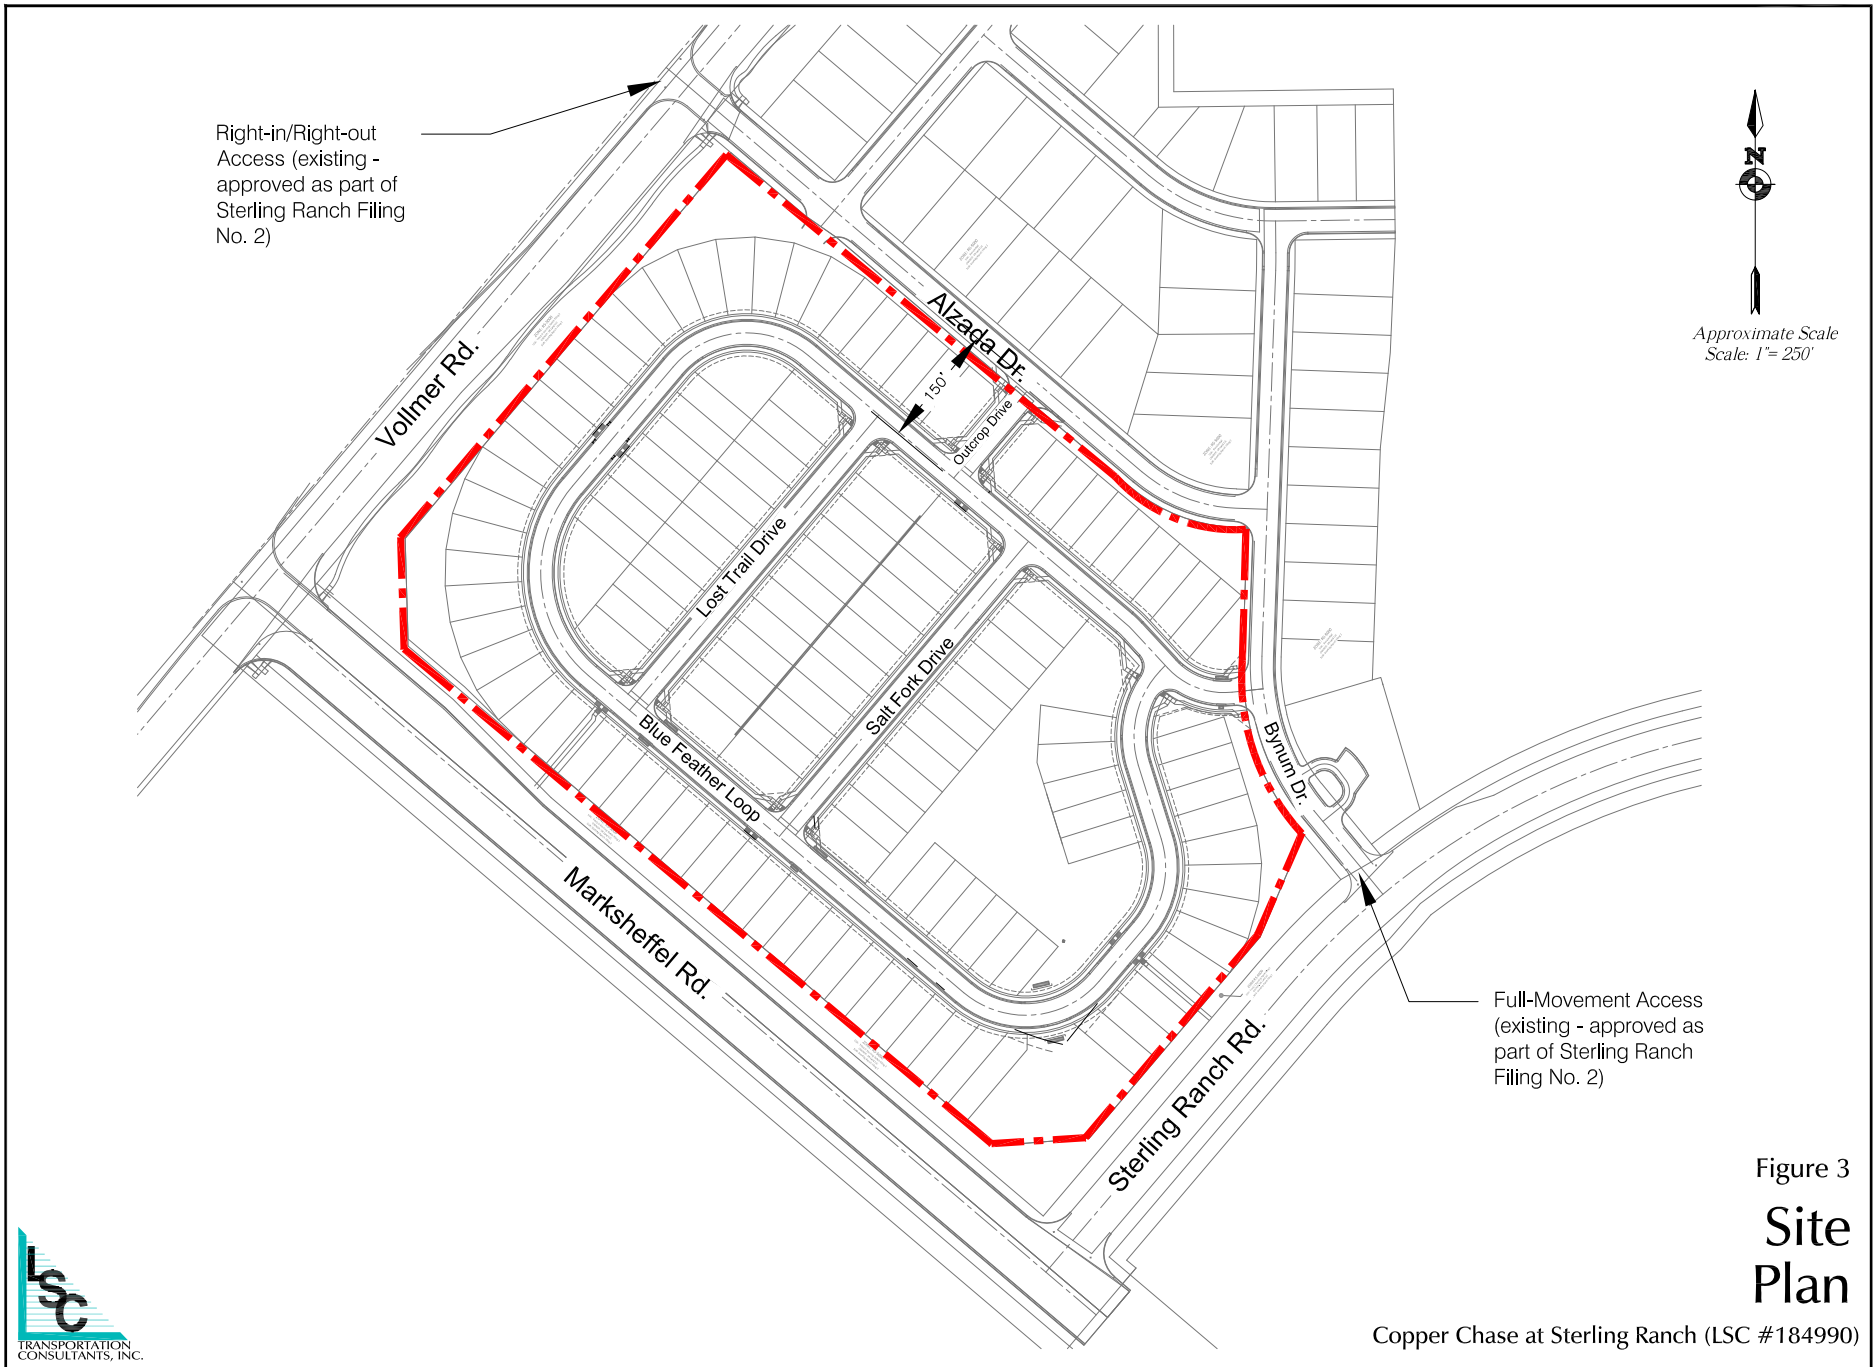 Right-in/Right-out
Access (existing -
approved as part of
Sterling Ranch Filing
No. 2)
N
Approximate Scale
Scale: 1"= 250'
Vollmer Rd.
Alzada Dr.
150'
Outcrop Drive
Lost Trail Drive
Salt Fork Drive
Blue Feather Loop
Bynum Dr.
Marksheffel Rd.
Sterling Ranch Rd.
Full-Movement Access
(existing - approved as
part of Sterling Ranch
Filing No. 2)
Figure 3
Site
Plan
Copper Chase at Sterling Ranch (LSC #184990)
LSC
TRANSPORTATION
CONSULTANTS, INC.